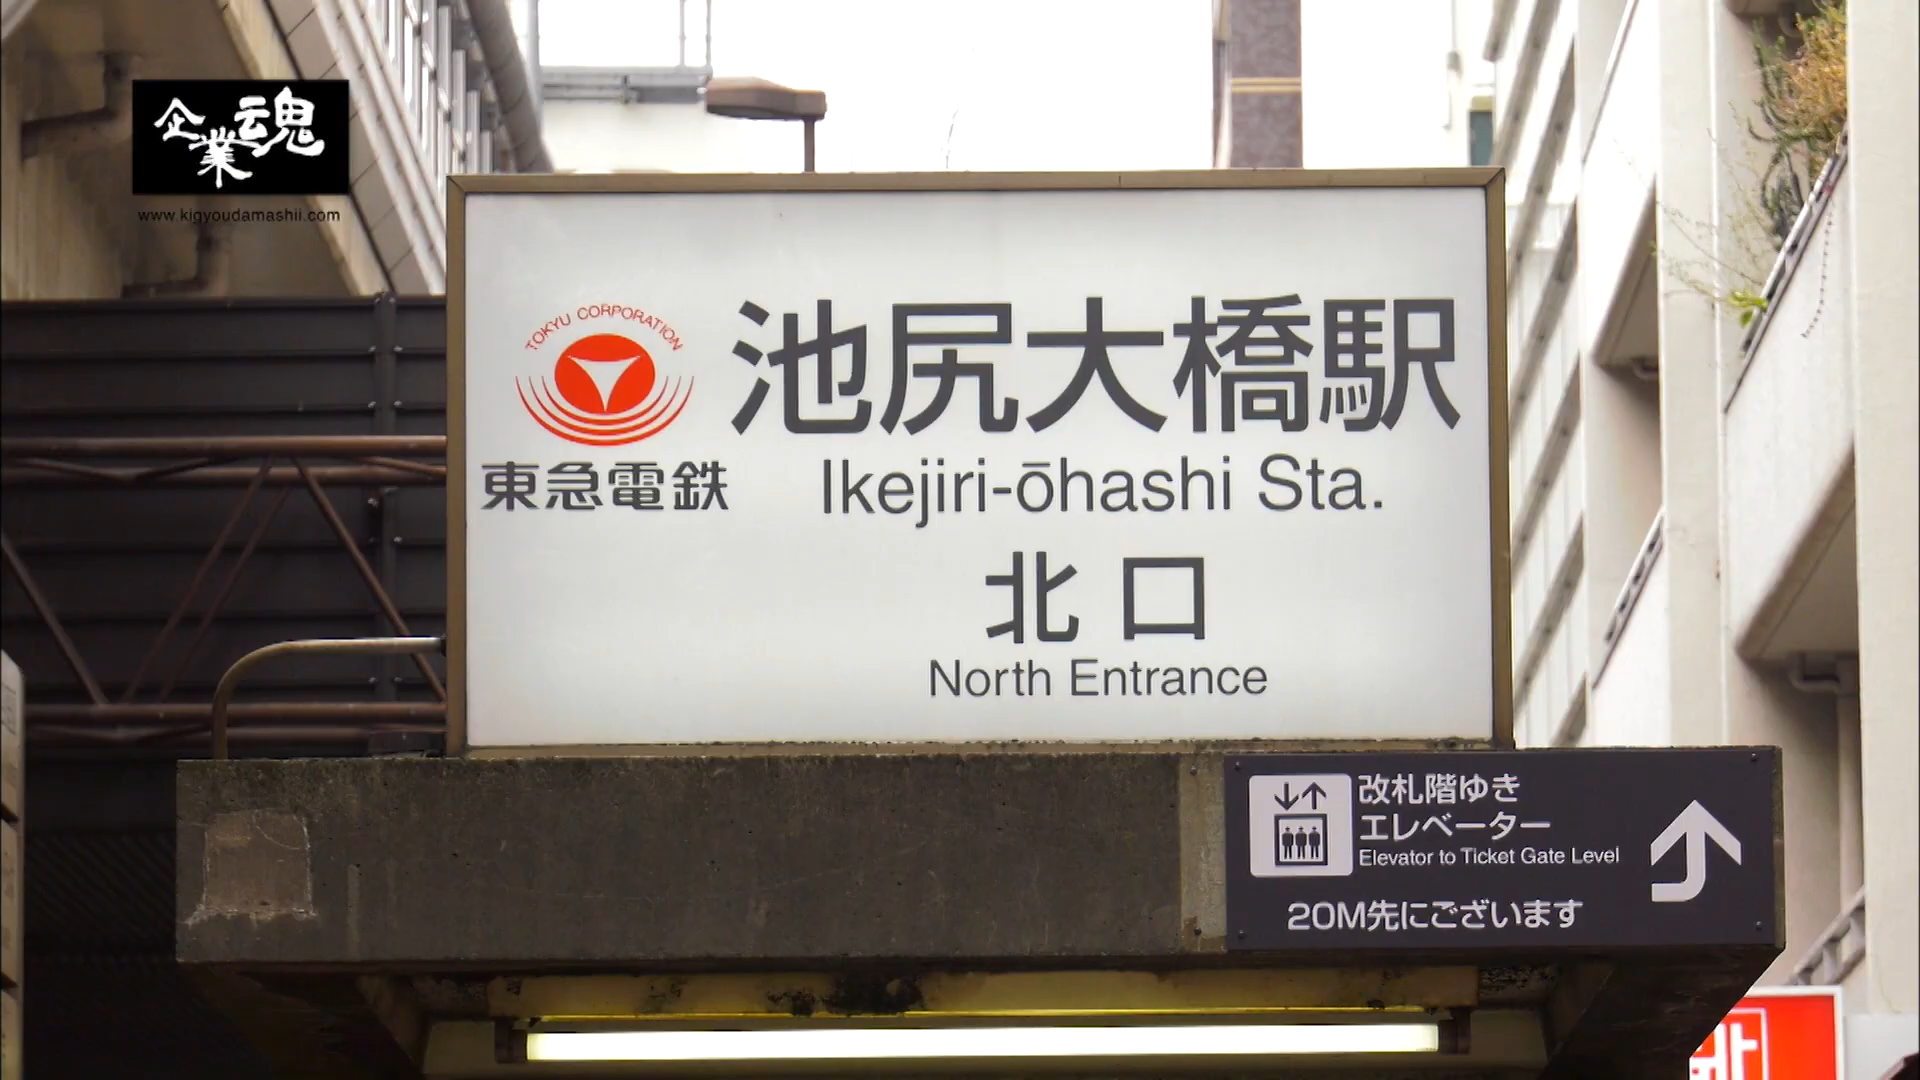 企業魂
www.kigyoudamashii.com
TOKYU CORPORATION
東急電鉄
池尻大橋駅
Ikejiri-ōhashi Sta.
北口
North Entrance
改札階ゆき
エレベーター
Elevator to Ticket Gate Level
20M先にございます